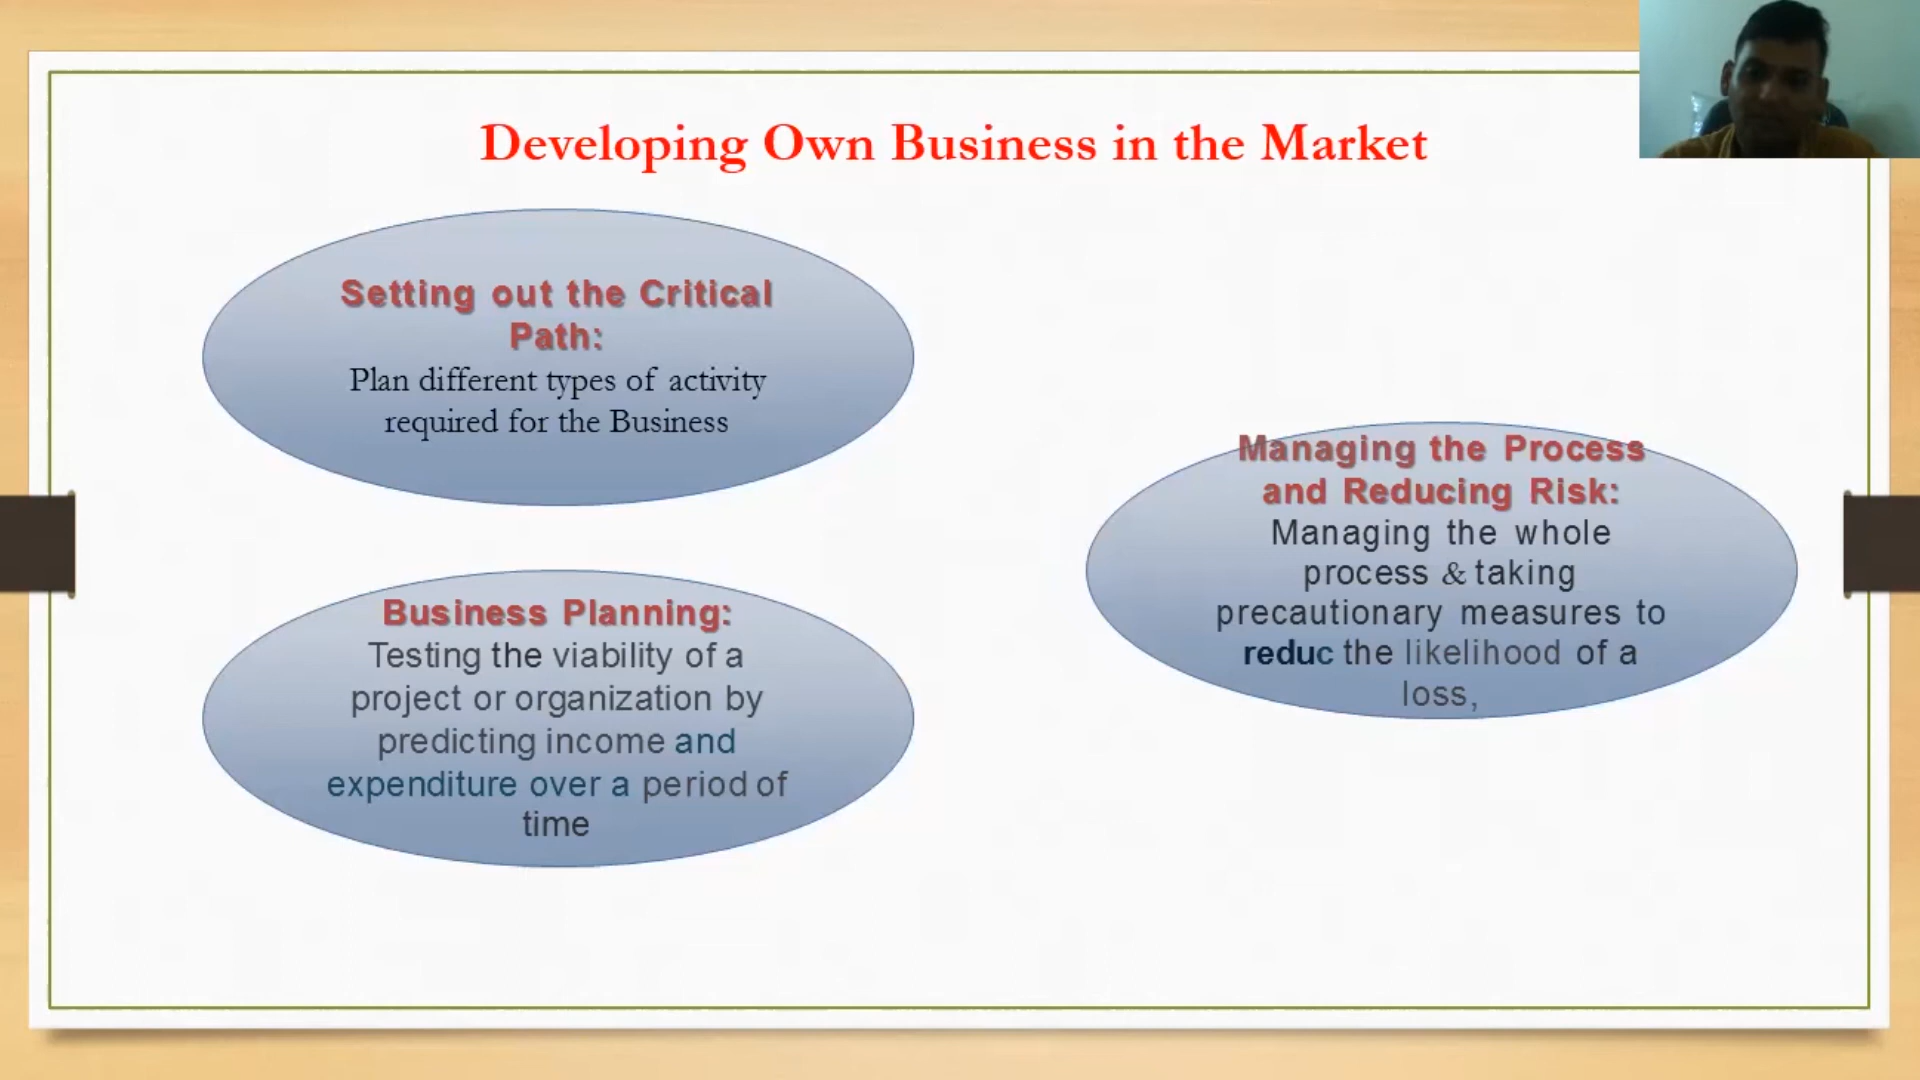 Developing Own Business in the Market
Setting out the Critical
Path:
Plan different types of activity
required for the Business
Business Planning:
Testing the viability of a
project or organization by
predicting income and
expenditure over a period of
time
Managing the Process
and Reducing Risk:
Managing the whole
process & taking
precautionary measures to
reduc the likelihood of a
loss,